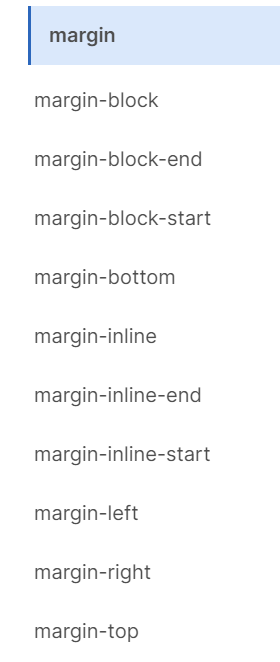 margin
margin-block
margin-block-end
margin-block-start
margin-bottom
margin-inline
margin-inline-end
margin-inline-start
margin-left
margin-right
margin-top